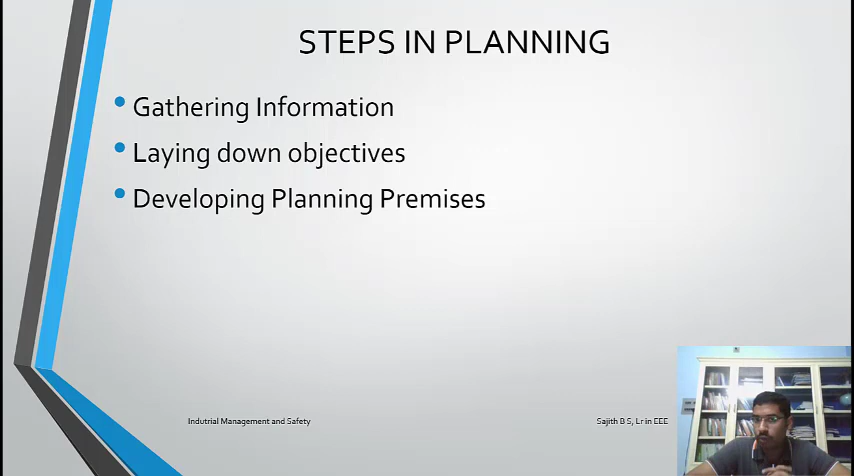 STEPS IN PLANNING
Gathering Information
Laying down objectives
Developing Planning Premises
Indutrial Management and Safety
Sajith B S, Lr in EEE